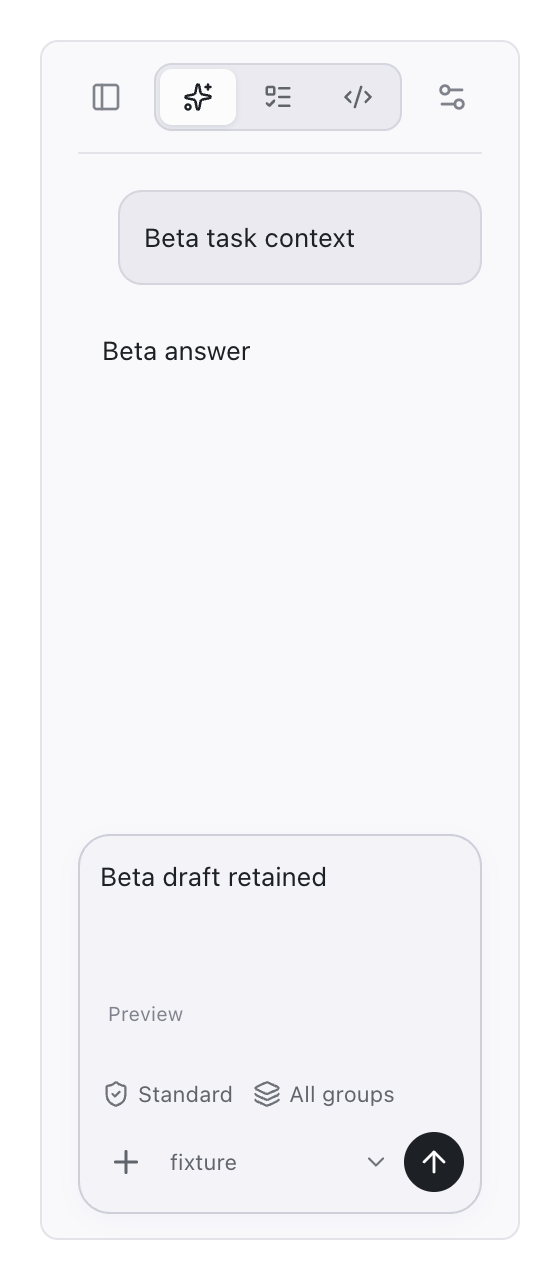 Beta task context
Beta answer
Beta draft retained
Preview
Standard All groups
fixture